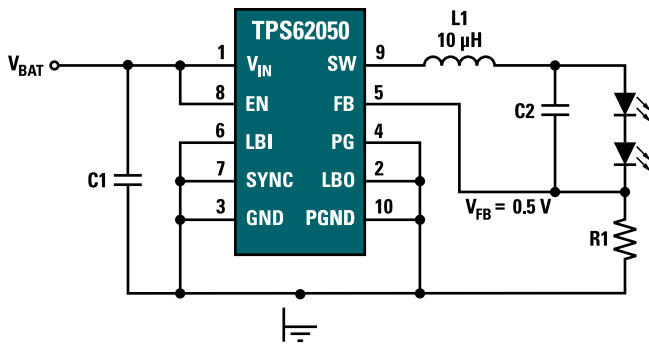 TPS62050
L1
10 µH
V_BAT
1
V_IN
SW
9
8
EN
FB
5
6
LBI
PG
4
C2
C1
7
SYNC
LBO
2
3
GND
PGND
10
V_FB = 0.5 V
R1